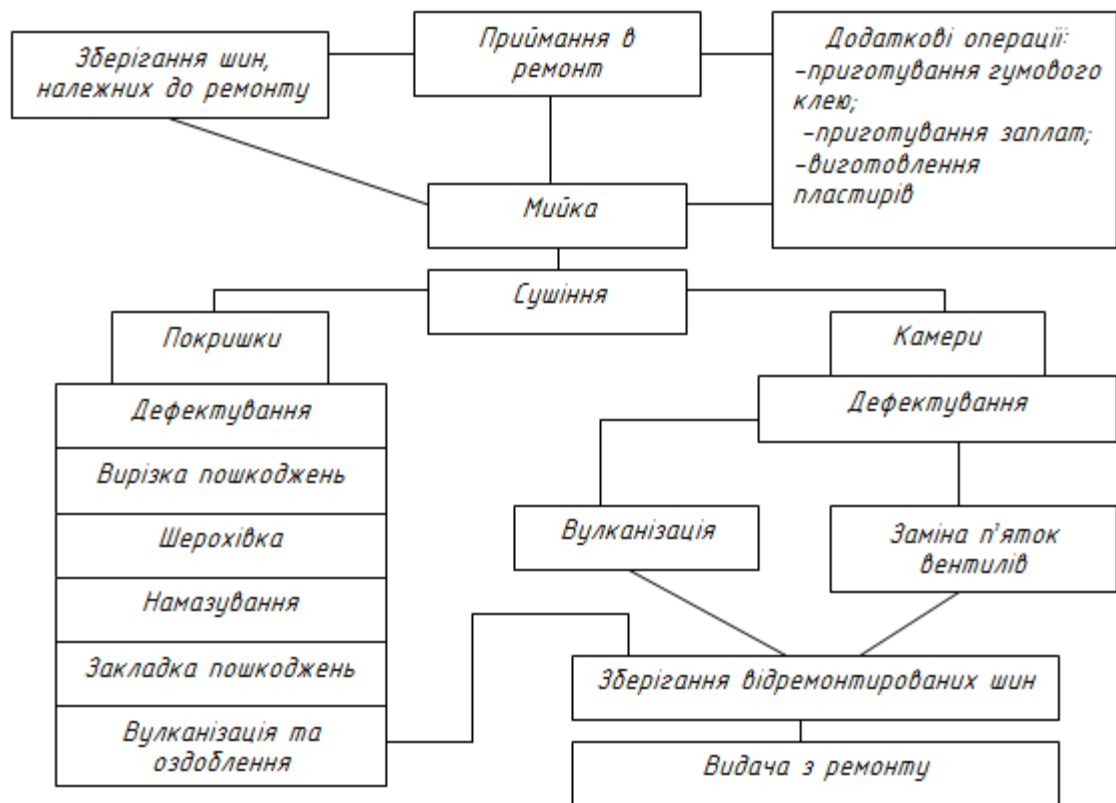 Зберігання шин,
належних до ремонту
Приймання в
ремонт
Додаткові операції:
-приготування гумового
клею;
-приготування заплат;
-виготовлення
пластирів
Мийка
Сушіння
Покришки
Камери
Дефектування
Дефектування
Вирізка пошкоджень
Шерохівка
Вулканізація
Заміна п'яток
вентилів
Намазування
Закладка пошкоджень
Зберігання відремонтированих шин
Вулканізація та
оздоблення
Видача з ремонту